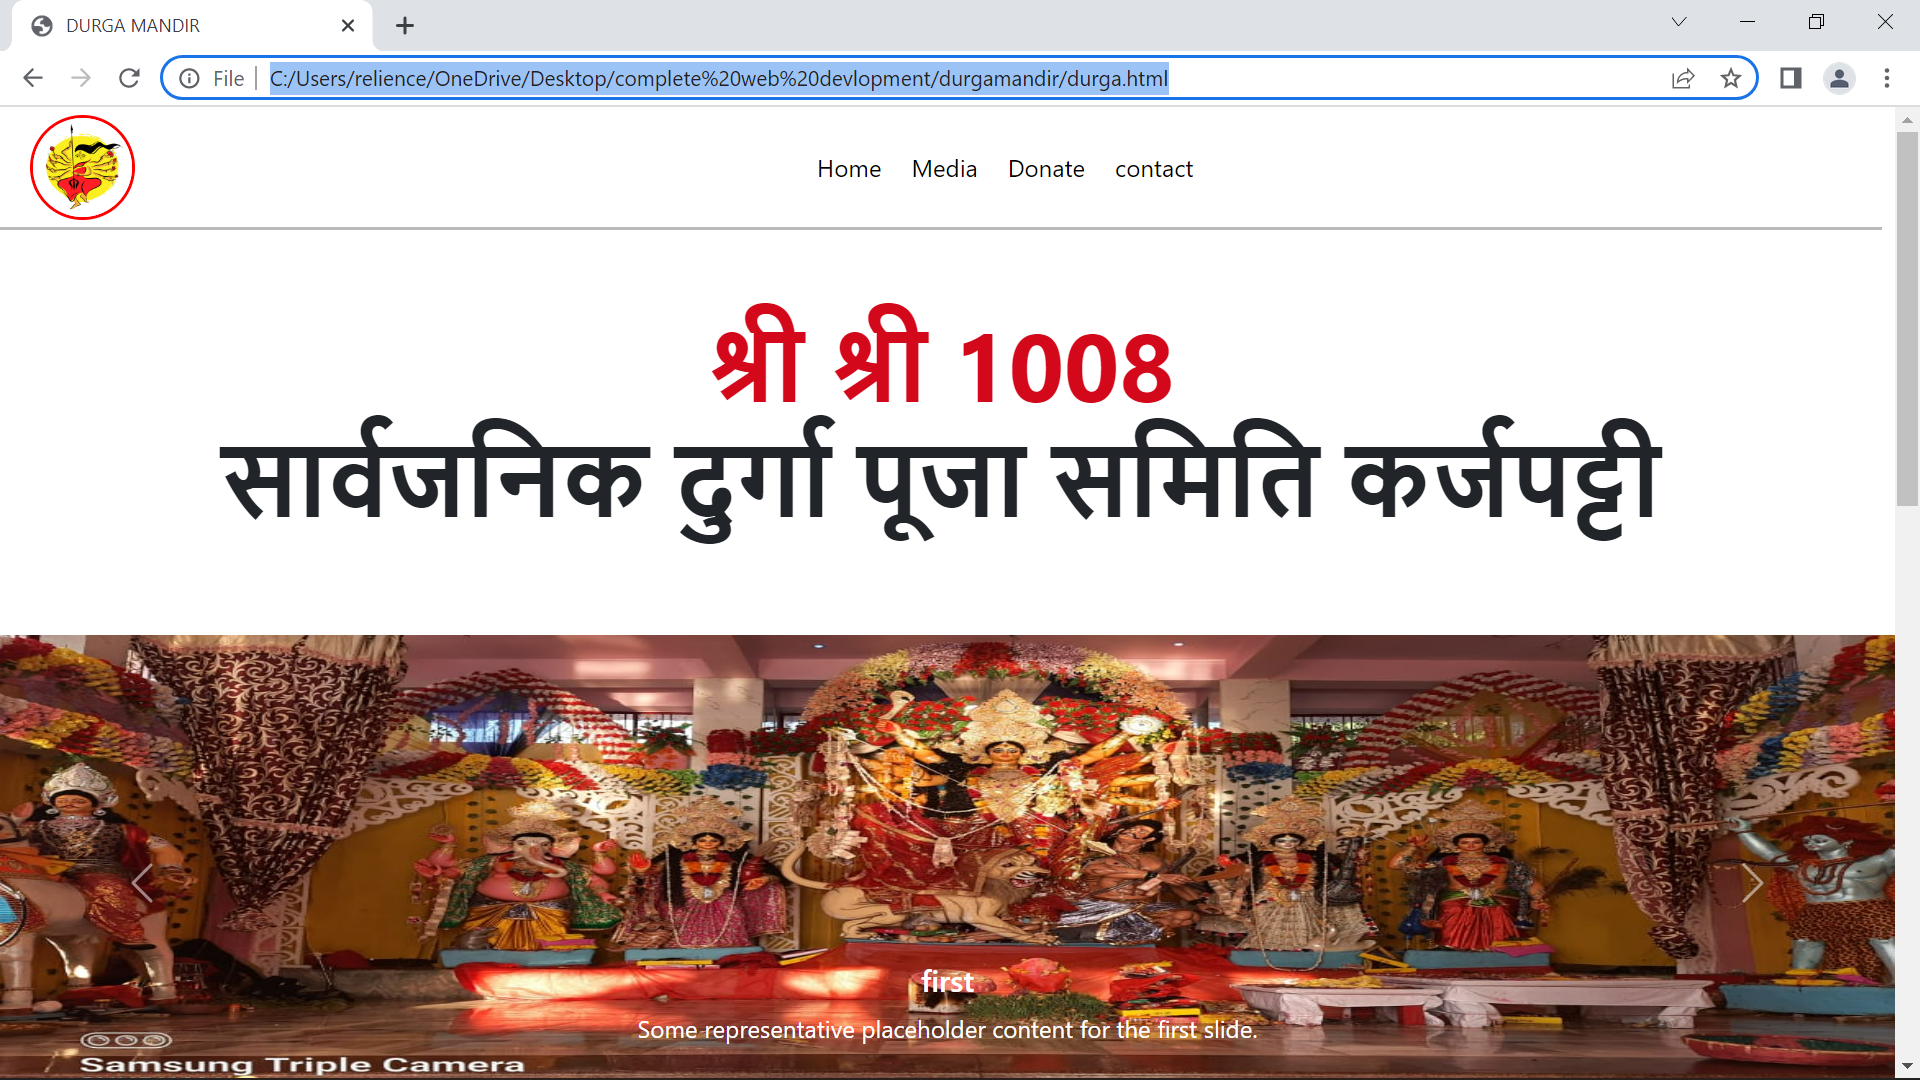 DURGA MANDIR
File | C:/Users/relience/OneDrive/Desktop/complete%20web%20devlopment/durgamandir/durga.html
Home Media Donate contact
श्री श्री 1008
सार्वजनिक दुर्गा पूजा समिति कर्जपट्टी
first
Some representative placeholder content for the first slide.
Samsung Triple Camera